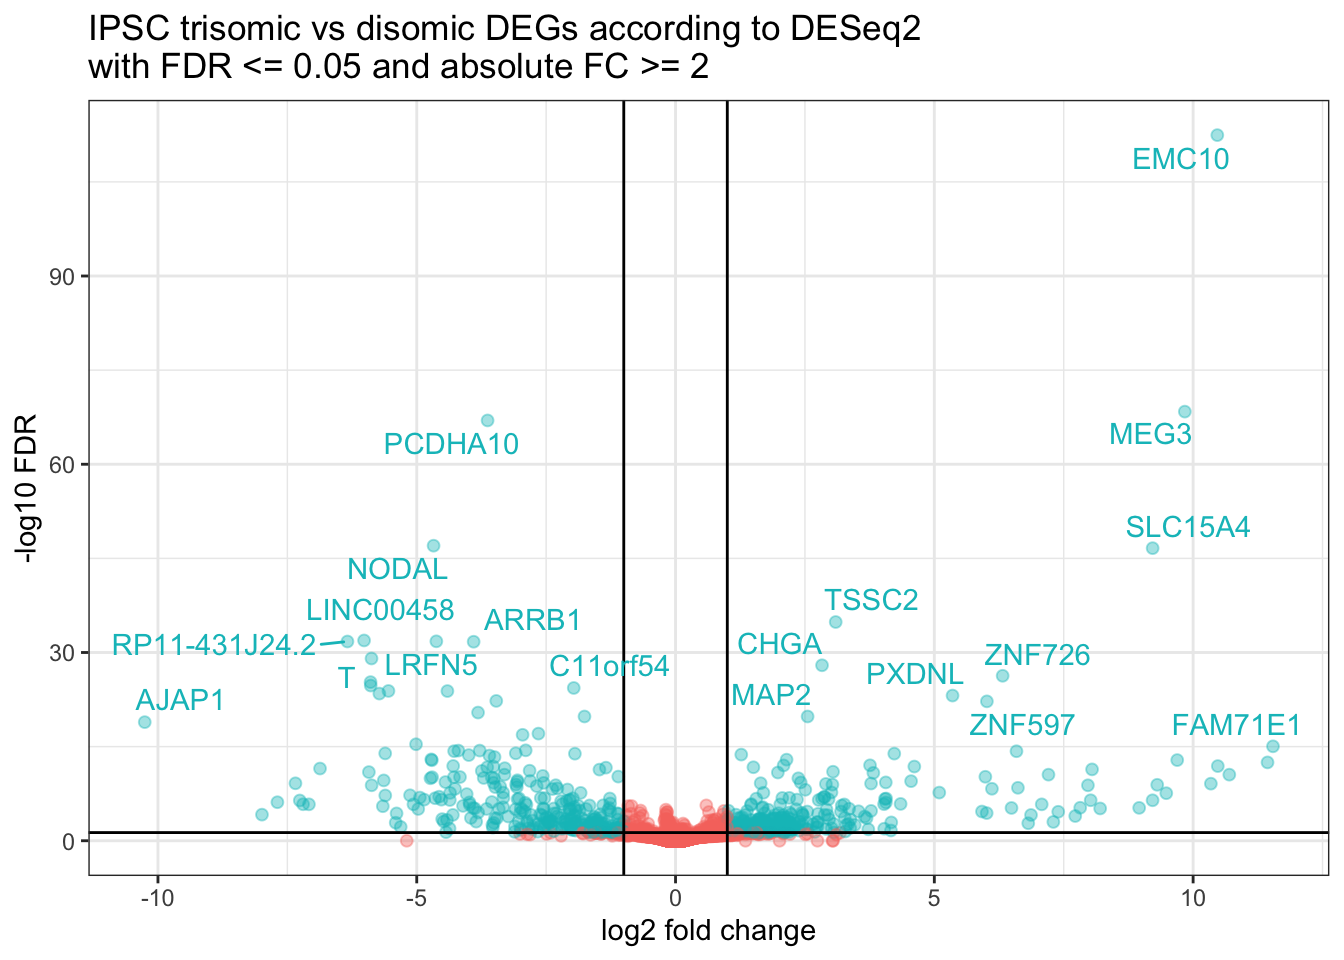 IPSC trisomic vs disomic DEGs according to DESeq2
with FDR <= 0.05 and absolute FC >= 2
EMC10
90
MEG3
PCDHA10
60
SLC15A4
NODAL
TSSC2
LINC00458
ARRB1
CHGA
RP11-431J24.2
ZNF726
30
LRFN5
C11orf54
PXDNL
T
MAP2
AJAP1
ZNF597
FAM71E1
0
-10
-5
0
5
10
log2 fold change
-log10 FDR